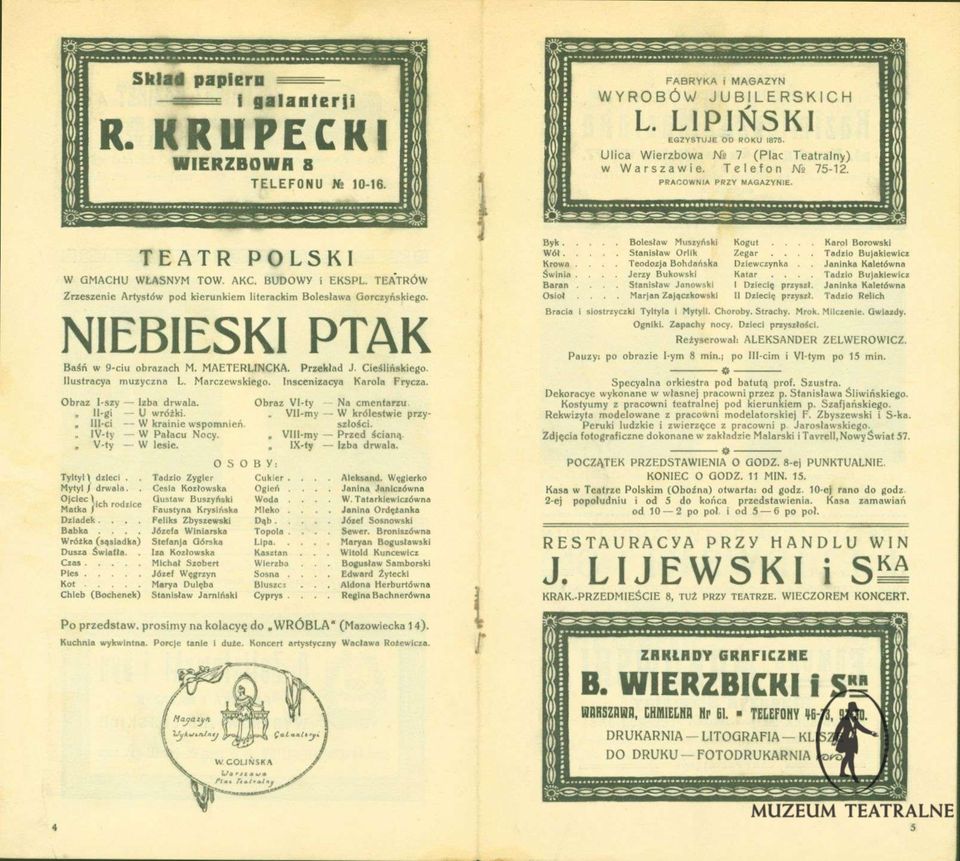 Skład papieru
i galanterji
R. KRUPECKI
WIERZBOWA 8
TELEFONU № 10-16.
TEATR POLSKI
W GMACHU WŁASNYM TOW. AKC. BUDOWY i EKSPL. TEATRÓW
Zrzeszenie Artystów pod kierunkiem literackim Bolesława Gorczyńskiego.
NIEBIESKI PTAK
Baśń w 9-ciu obrazach M. MAETERLINCKA. Przekład J. Cieślińskiego.
Ilustracya muzyczna L. Marczewskiego. Inscenizacya Karola Frycza.
Obraz I-szy — Izba drwala.
„ II-gi — U wróżki.
„ III-ci — W krainie wspomnień.
„ IV-ty — W Pałacu Nocy.
„ V-ty — W lesie.
Obraz VI-ty — Na cmentarzu
„ VII-my — W królestwie przy-
szłości.
„ VIII-my — Przed ścianą.
„ IX-ty — Izba drwala.
OSOBY:
Tyltyl } dzieci . . Tadzio Zygler
Mytyl } drwala . . Cesia Kozłowska
Ojciec } ich rodzice Gustaw Buszyński
Matka } Faustyna Krysińska
Dziadek . . . . Feliks Zbyszewski
Babka . . . . Józefa Winiarska
Wróżka (sąsiadka) Stefanja Górska
Dusza Światła . . Iza Kozłowska
Czas . . . . . Michał Szobert
Pies . . . . . Józef Węgrzyn
Kot . . . . . Marya Dulęba
Chleb (Bochenek) Stanisław Jarniński
Cukier . . . . Aleksand. Węgierko
Ogień . . . . Janina Janiczówna
Woda . . . . W. Tatarkiewiczówna
Mleko . . . . Janina Ordężanka
Dąb . . . . . Józef Sosnowski
Topola . . . . Sewer. Broniszówna
Lipa . . . . . Maryan Bogusławski
Kasztan . . . . Witold Kuncewicz
Wierzba . . . Bogusław Samborski
Sosna . . . . Edward Żytecki
Bluszcz . . . . Aldona Herburtówna
Cyprys . . . . Regina Bachnerówna
Po przedstaw. prosimy na kolacyę do „WRÓBLA" (Mazowiecka 14).
Kuchnia wykwintna. Porcje tanie i duże. Koncert artystyczny Wacława Rożewicza.
Magazyn
Wykwintnej Galanteryi
W. GOLIŃSKA
Warszawa
Plac Teatralny
4
FABRYKA i MAGAZYN
WYROBÓW JUBILERSKICH
L. LIPIŃSKI
EGZYSTUJE OD ROKU 1875.
Ulica Wierzbowa № 7 (Plac Teatralny)
w Warszawie. Telefon № 75-12.
PRACOWNIA PRZY MAGAZYNIE.
Byk . . . . . Bolesław Muszyński
Wół . . . . . Stanisław Orlik
Krowa . . . . Teodozja Bohdańska
Świnia . . . . Jerzy Bukowski
Baran . . . . Stanisław Janowski
Osioł . . . . Marjan Zajączkowski
Kogut . . . . Karol Borowski
Zegar . . . . Tadzio Bujakiewicz
Dziewczynka . . Janinka Kaletówna
Katar . . . . Tadzio Bujakiewicz
I Dziecię przyszł. Janinka Kaletówna
II Dziecię przyszł. Tadzio Relich
Bracia i siostrzyczki Tyltyla i Mytyli. Choroby. Strachy. Mrok. Milczenie. Gwiazdy.
Ogniki. Zapachy nocy. Dzieci przyszłości.
Reżyserował: ALEKSANDER ZELWEROWICZ.
Pauzy: po obrazie I-ym 8 min.; po III-cim i VI-tym po 15 min.
Specyalna orkiestra pod batutą prof. Szustra.
Dekoracye wykonane w własnej pracowni przez p. Stanisława Śliwińskiego.
Kostyumy z pracowni teatralnej pod kierunkiem p. Szafjańskiego.
Rekwizyta modelowane z pracowni modelatorskiej F. Zbyszewski i S-ka.
Peruki ludzkie i zwierzęce z pracowni p. Jarosławskiego.
Zdjęcia fotograficzne dokonane w zakładzie Malarski i Tavrell, Nowy Świat 57.
POCZĄTEK PRZEDSTAWIENIA O GODZ. 8-ej PUNKTUALNIE.
KONIEC O GODZ. 11 MIN. 15.
Kasa w Teatrze Polskim (Oboźna) otwarta: od godz. 10-ej rano do godz.
2-ej popołudniu i od 5 do końca przedstawienia. Kasa zamawiań
od 10 — 2 po poł. i od 5 — 6 po poł.
RESTAURACYA PRZY HANDLU WIN
J. LIJEWSKI i SKA
KRAK.-PRZEDMIEŚCIE 8, TUŻ PRZY TEATRZE. WIECZOREM KONCERT.
ZAKŁADY GRAFICZNE
B. WIERZBICKI i SKA
WARSZAWA, CHMIELNA Nr 61. TELEFONY 46-73,
DRUKARNIA — LITOGRAFIA — KLISZE
DO DRUKU — FOTODRUKARNIA
MUZEUM TEATRALNE
5